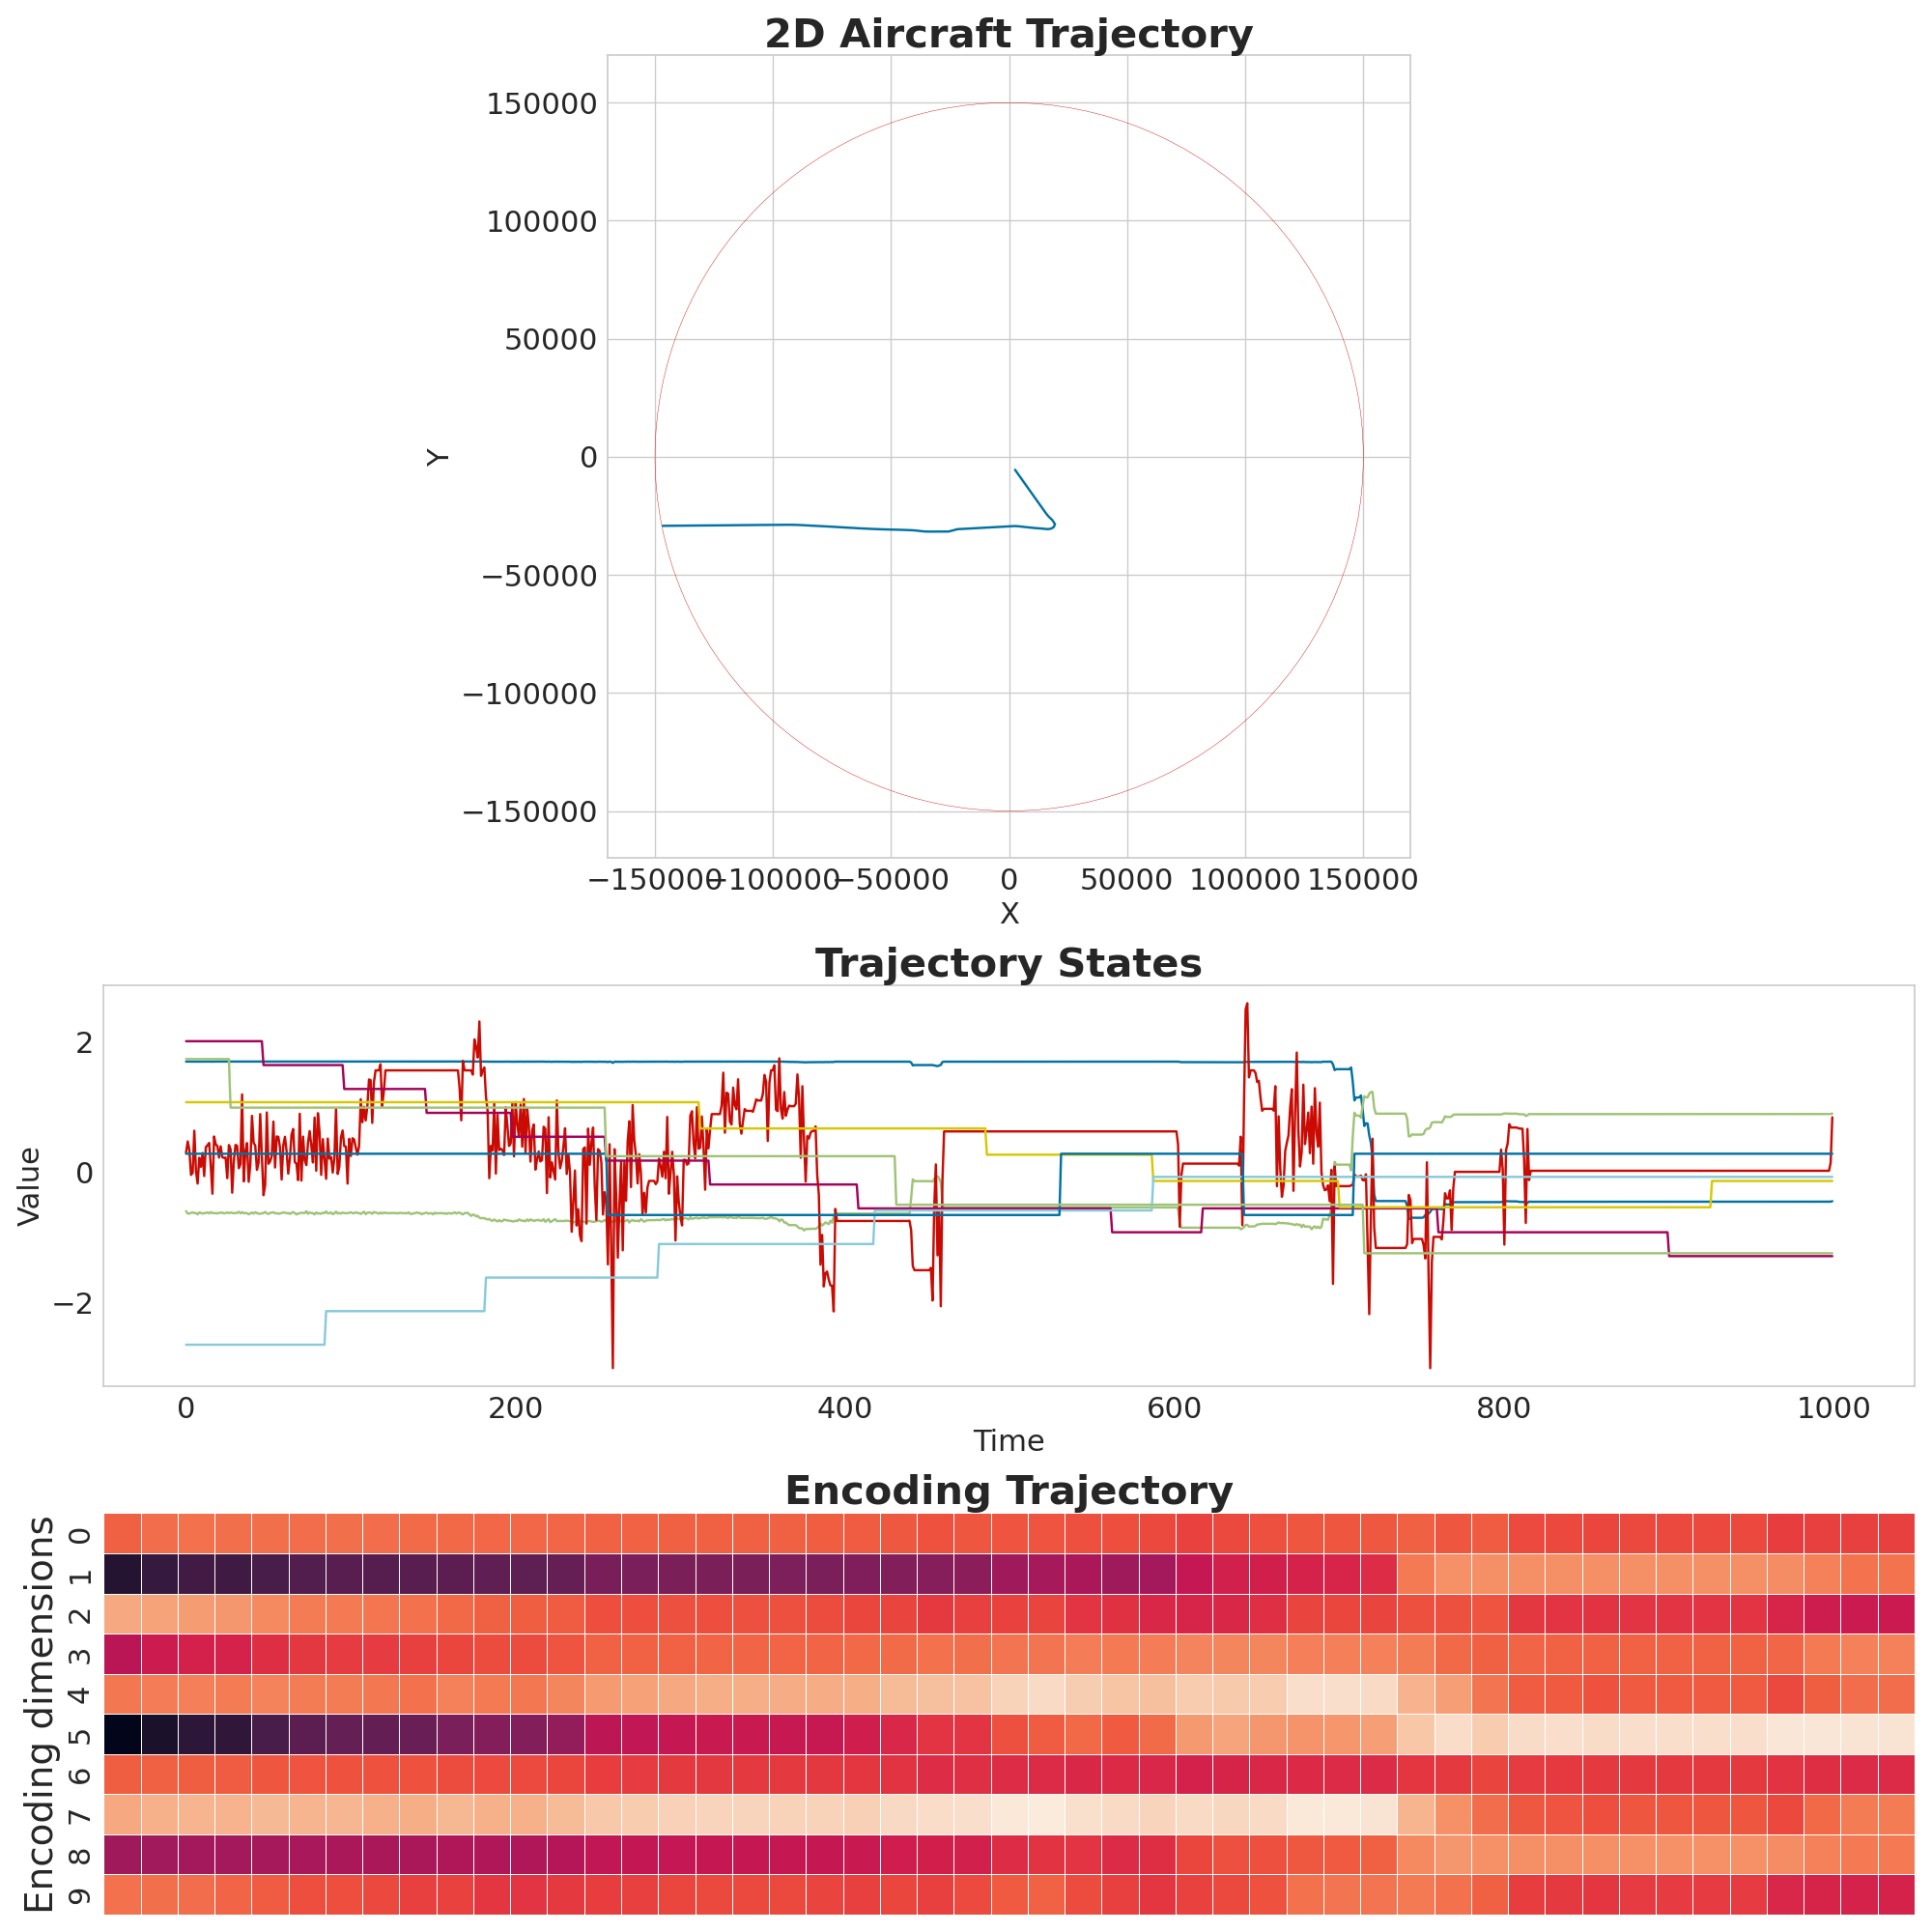 2D Aircraft Trajectory
150000
100000
50000
0
−50000
−100000
−150000
Y
−150000 −100000 −50000 0 50000 100000 150000
X
Trajectory States
2
0
−2
Value
0 200 400 600 800 1000
Time
Encoding Trajectory
Encoding dimensions
0
1
2
3
4
5
6
7
8
9